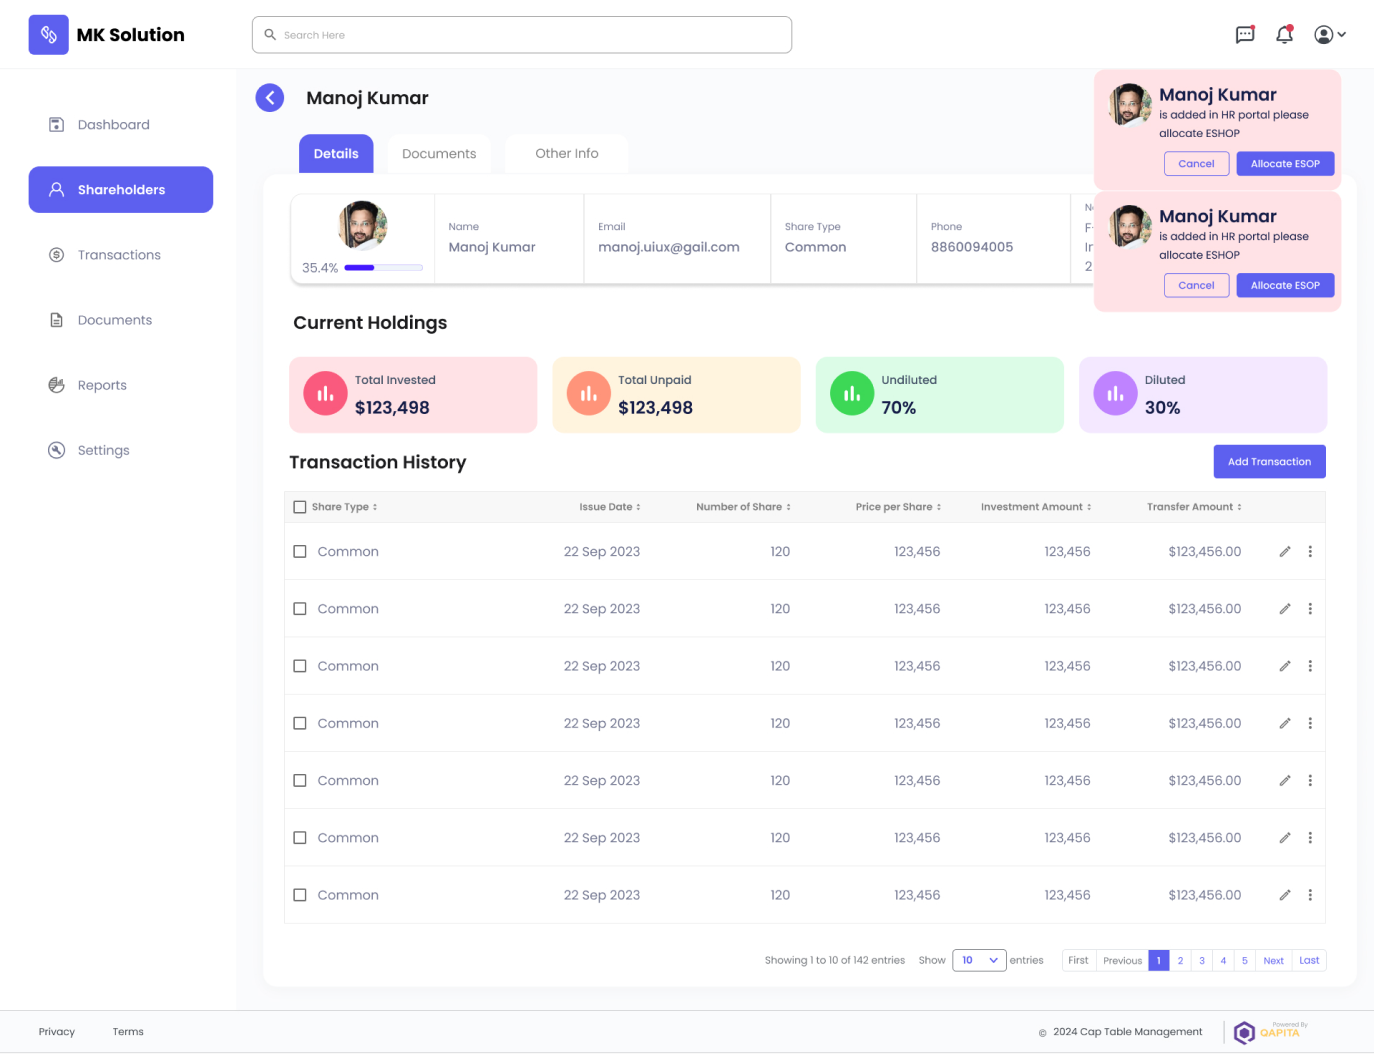 MK Solution
Search Here
Dashboard
Shareholders
Transactions
Documents
Reports
Settings
Manoj Kumar
Details
Documents
Other Info
35.4%
Name
Manoj Kumar
Email
manoj.uiux@gail.com
Share Type
Common
Phone
8860094005
Manoj Kumar
is added in HR portal please
allocate ESHOP
Cancel
Allocate ESOP
Manoj Kumar
is added in HR portal please
allocate ESHOP
Cancel
Allocate ESOP
Current Holdings
Total Invested
$123,498
Total Unpaid
$123,498
Undiluted
70%
Diluted
30%
Transaction History
Add Transaction
Share Type Issue Date Number of Share Price per Share Investment Amount Transfer Amount
Common 22 Sep 2023 120 123,456 123,456 $123,456.00
Common 22 Sep 2023 120 123,456 123,456 $123,456.00
Common 22 Sep 2023 120 123,456 123,456 $123,456.00
Common 22 Sep 2023 120 123,456 123,456 $123,456.00
Common 22 Sep 2023 120 123,456 123,456 $123,456.00
Common 22 Sep 2023 120 123,456 123,456 $123,456.00
Common 22 Sep 2023 120 123,456 123,456 $123,456.00
Showing 1 to 10 of 142 entries Show 10 entries First Previous 1 2 3 4 5 Next Last
Privacy Terms
© 2024 Cap Table Management
Powered By
QAPITA